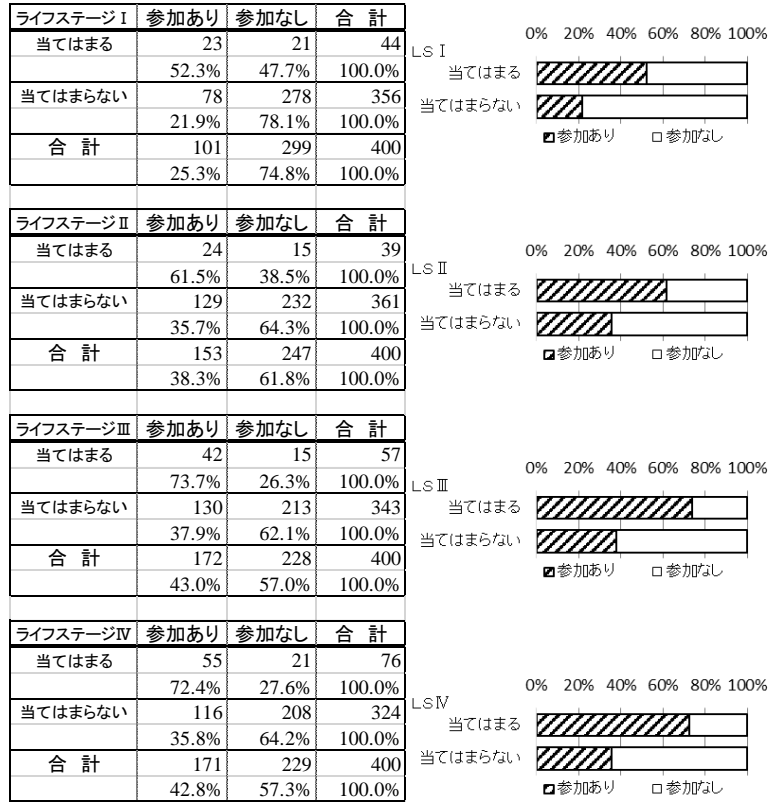 ライフステージⅠ 参加あり 参加なし 合 計
当てはまる 23 21 44
52.3% 47.7% 100.0%
当てはまらない 78 278 356
21.9% 78.1% 100.0%
合 計 101 299 400
25.3% 74.8% 100.0%
0% 20% 40% 60% 80% 100%
LSⅠ
当てはまる
当てはまらない
参加あり 参加なし
ライフステージⅡ 参加あり 参加なし 合 計
当てはまる 24 15 39
61.5% 38.5% 100.0%
当てはまらない 129 232 361
35.7% 64.3% 100.0%
合 計 153 247 400
38.3% 61.8% 100.0%
0% 20% 40% 60% 80% 100%
LSⅡ
当てはまる
当てはまらない
参加あり 参加なし
ライフステージⅢ 参加あり 参加なし 合 計
当てはまる 42 15 57
73.7% 26.3% 100.0%
当てはまらない 130 213 343
37.9% 62.1% 100.0%
合 計 172 228 400
43.0% 57.0% 100.0%
0% 20% 40% 60% 80% 100%
LSⅢ
当てはまる
当てはまらない
参加あり 参加なし
ライフステージⅣ 参加あり 参加なし 合 計
当てはまる 55 21 76
72.4% 27.6% 100.0%
当てはまらない 116 208 324
35.8% 64.2% 100.0%
合 計 171 229 400
42.8% 57.3% 100.0%
0% 20% 40% 60% 80% 100%
LSⅣ
当てはまる
当てはまらない
参加あり 参加なし